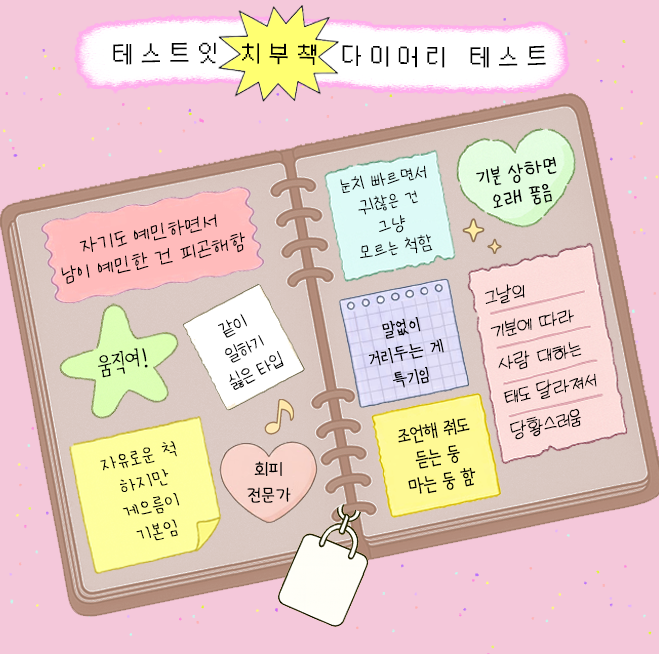 테스트잇 치부책 다이어리 테스트
자기도 예민하면서
남이 예민한 건 피곤해함
움직여!
같이
일하기
싫은 타입
자유로운 척
하지만
게으름이
기본임
회피
전문가
눈치 빠르면서
귀찮은 건
그냥
모르는 척함
기분 상하면
오래 품음
말없이
거리두는 게
특기임
그날의
기분에 따라
사람 대하는
태도 달라져서
당황스러움
조언해 줘도
듣는 둥
마는 둥 함